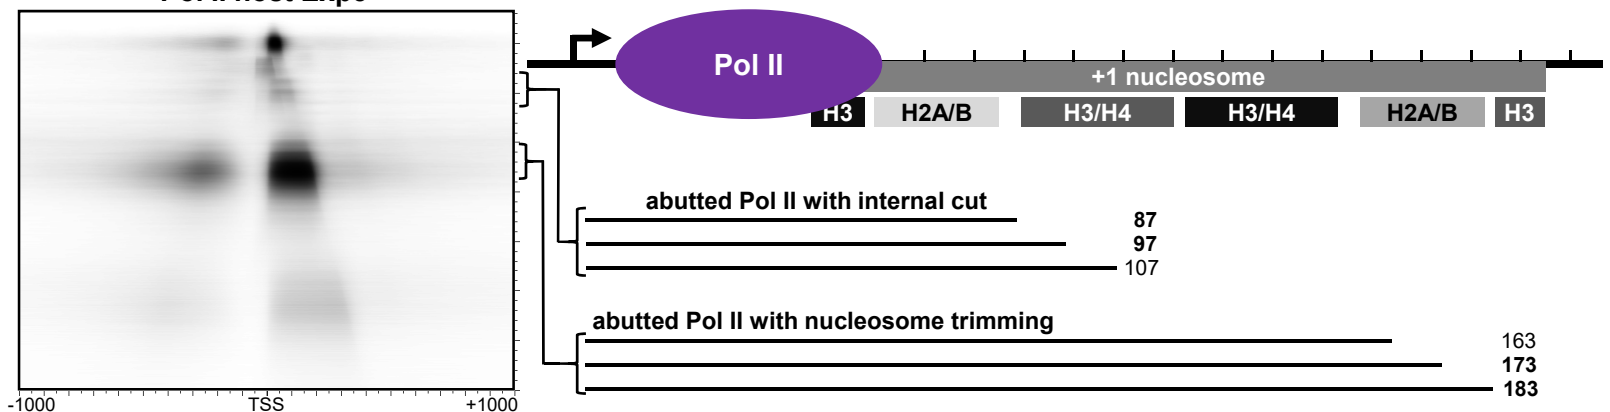 Pol II
+1 nucleosome
H3 H2A/B H3/H4 H3/H4 H2A/B H3
abutted Pol II with internal cut
87
97
107
abutted Pol II with nucleosome trimming
163
173
183
-1000 TSS +1000